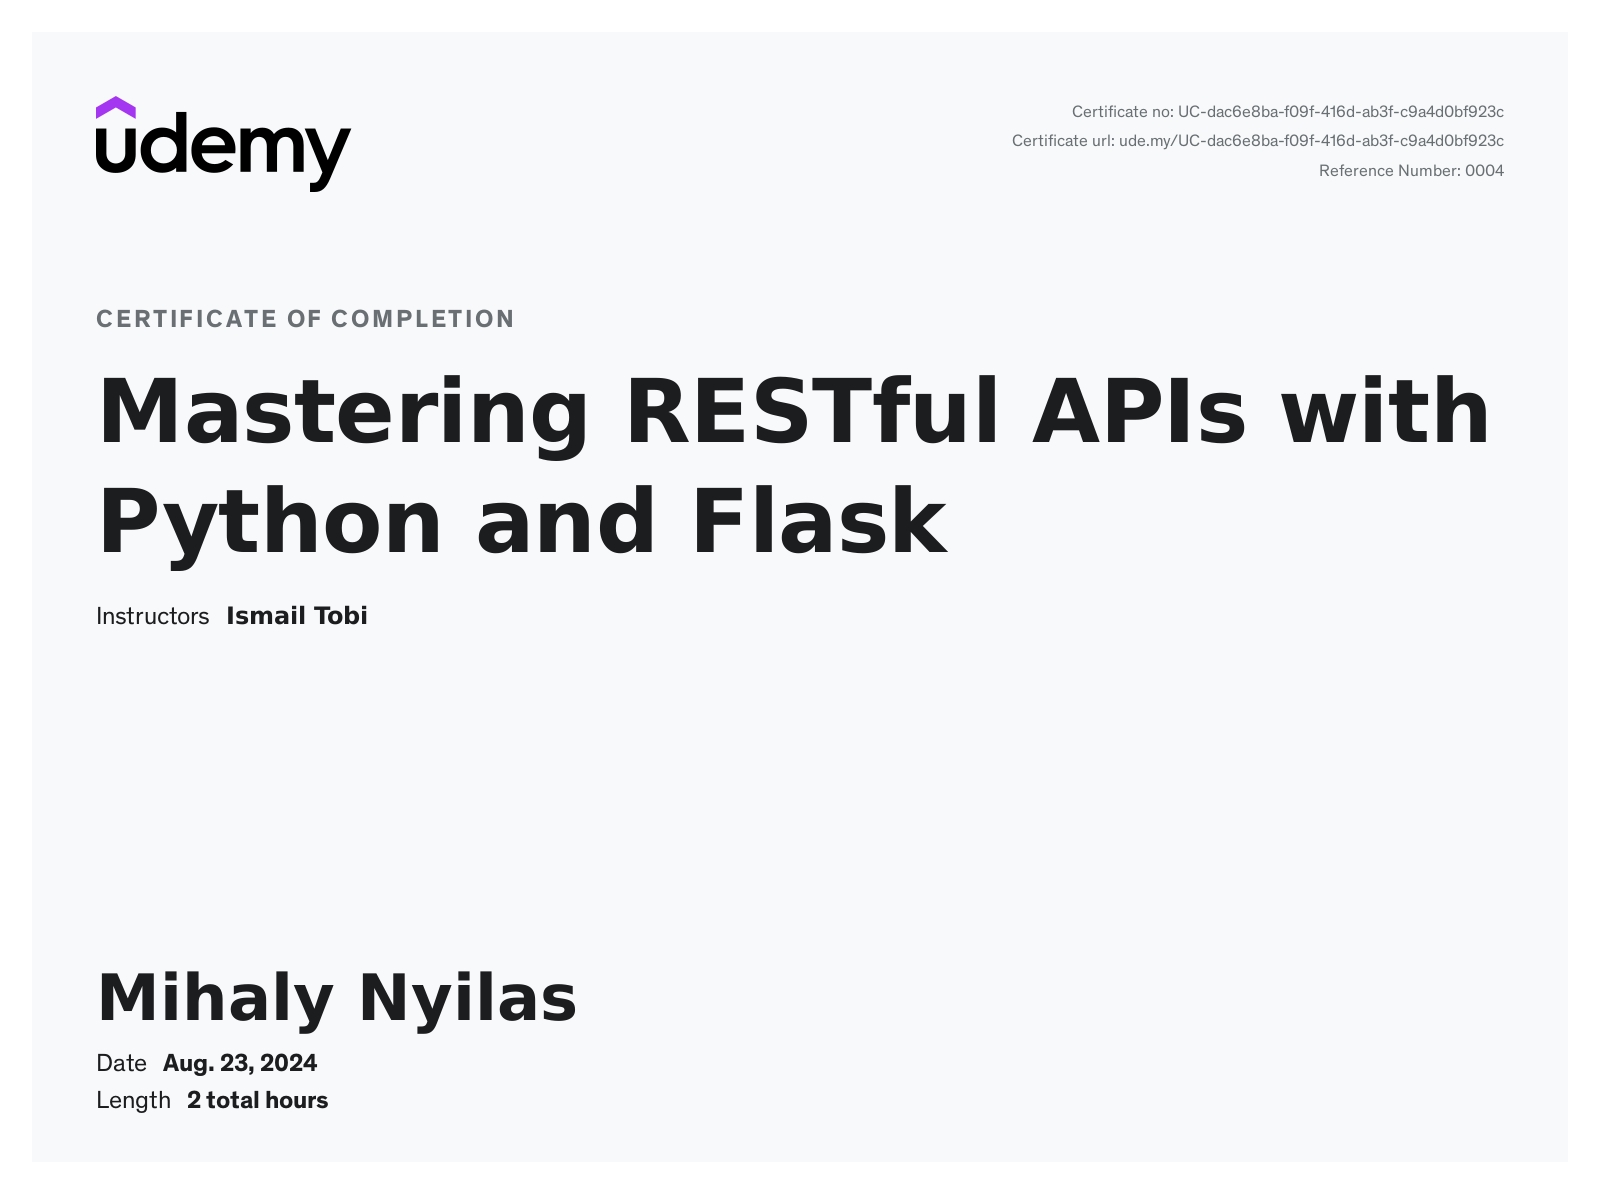 udemy
Certificate no: UC-dac6e8ba-f09f-416d-ab3f-c9a4d0bf923c
Certificate url: ude.my/UC-dac6e8ba-f09f-416d-ab3f-c9a4d0bf923c
Reference Number: 0004
CERTIFICATE OF COMPLETION
Mastering RESTful APIs with
Python and Flask
Instructors Ismail Tobi
Mihaly Nyilas
Date Aug. 23, 2024
Length 2 total hours